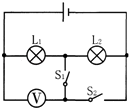 L₁ L₂
S₁
V S₂